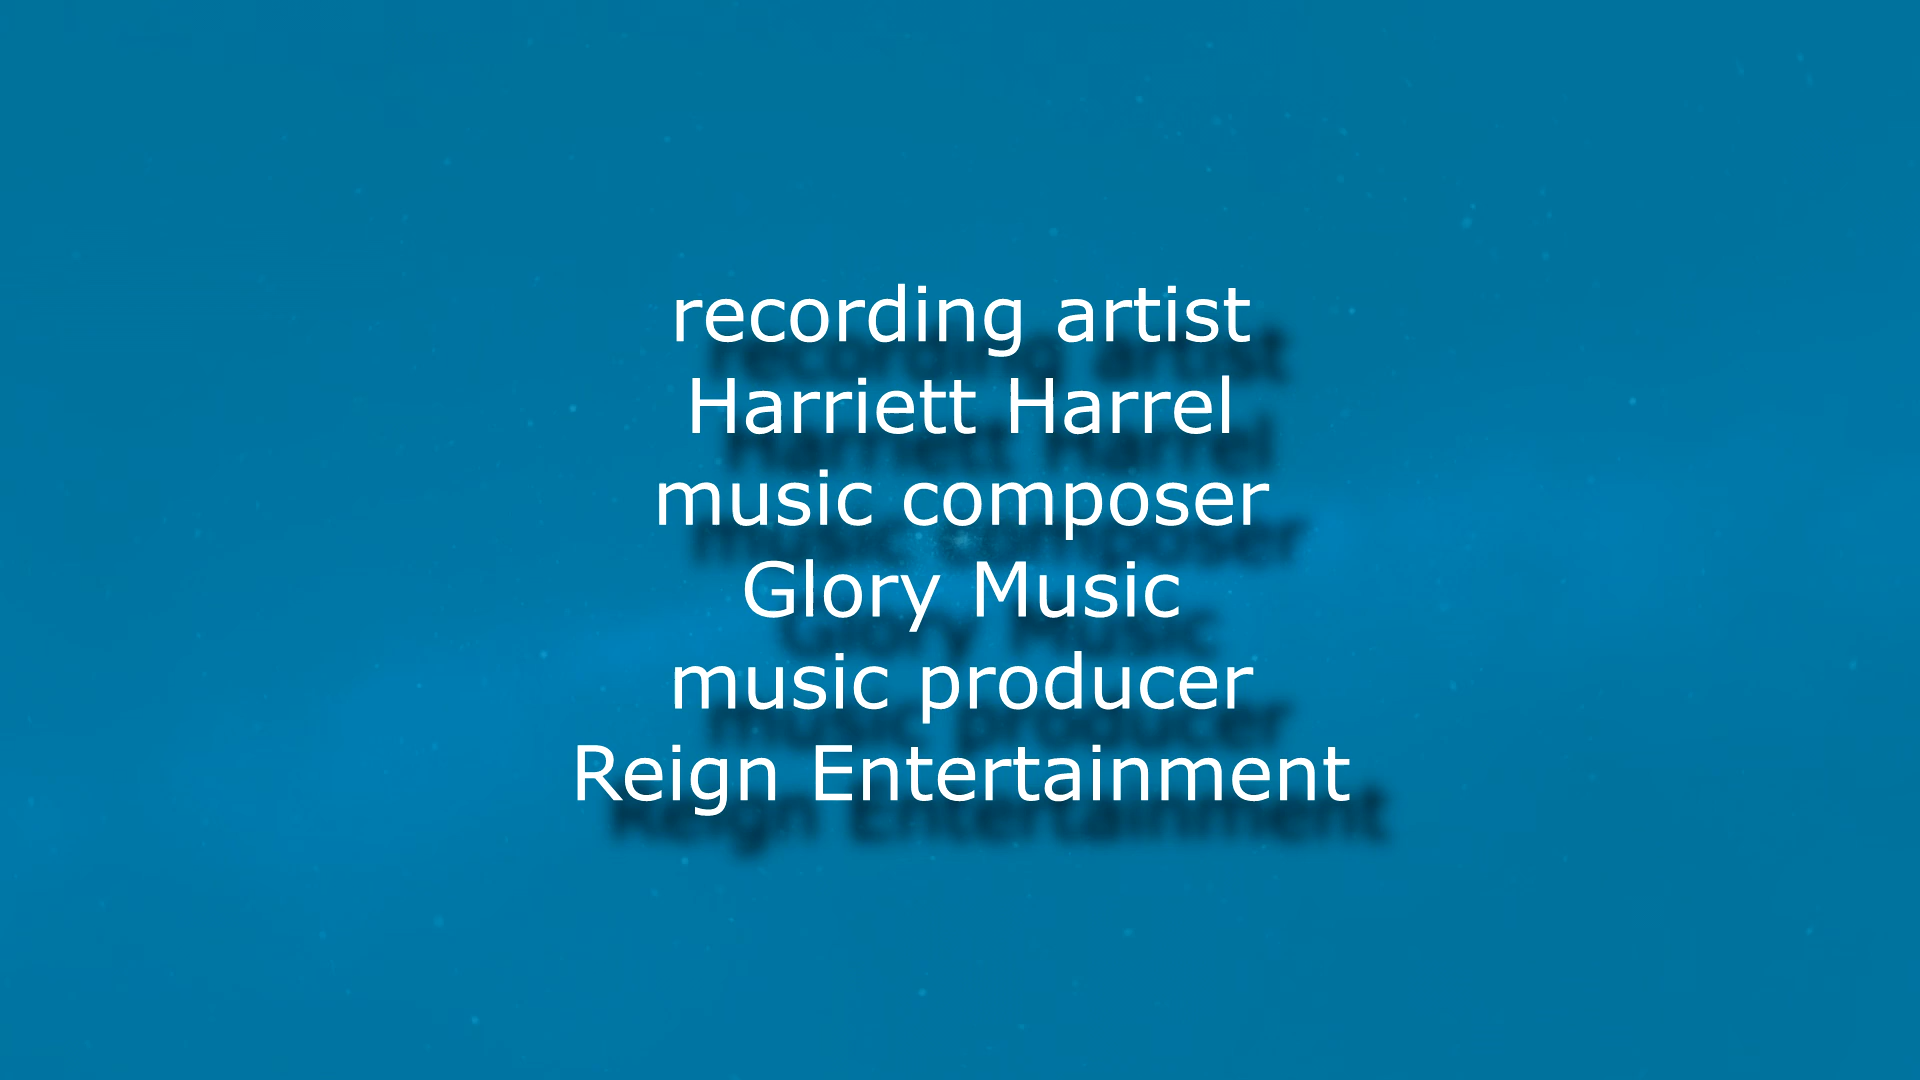 recording artist
Harriett Harrel
music composer
Glory Music
music producer
Reign Entertainment